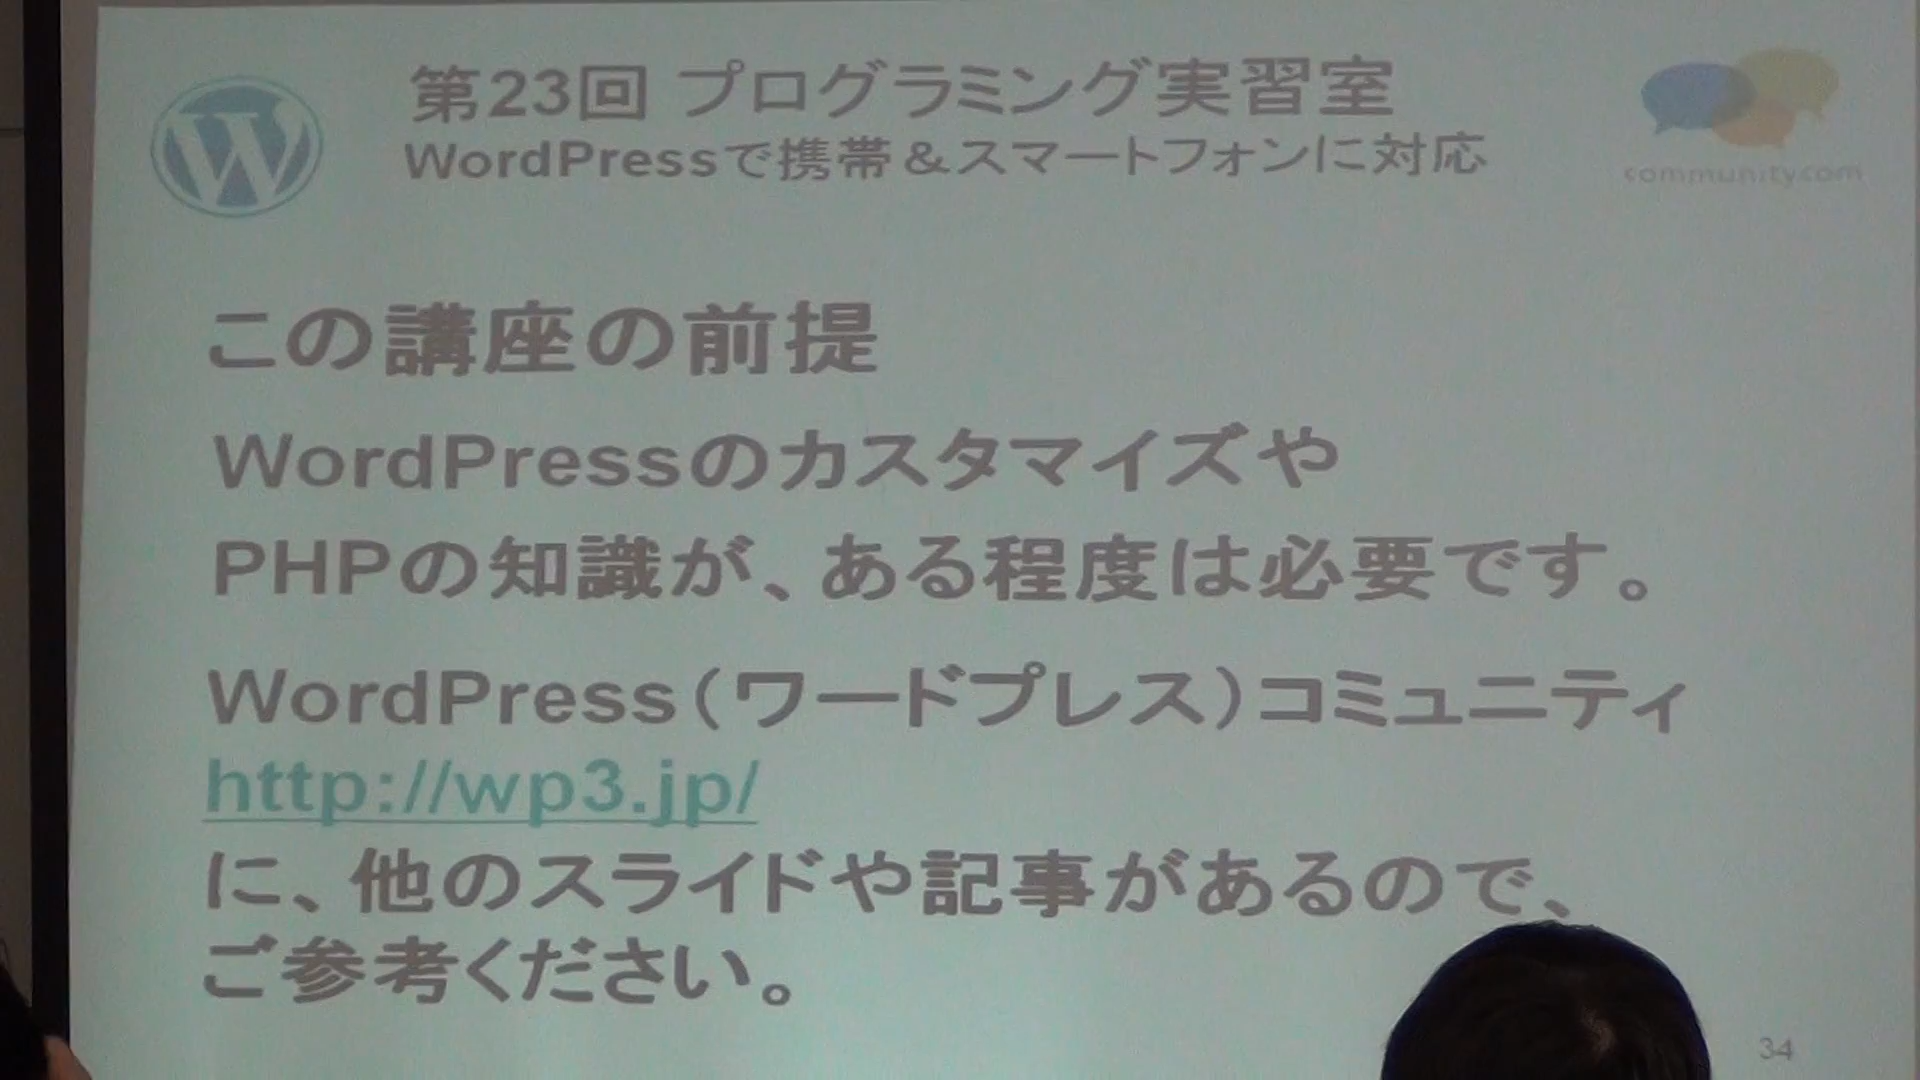 第23回 プログラミング実習室
WordPressで携帯&スマートフォンに対応
communitycom
この講座の前提
WordPressのカスタマイズや
PHPの知識が、ある程度は必要です。
WordPress(ワードプレス)コミュニティ
http://wp3.jp/
に、他のスライドや記事があるので、
ご参考ください。
34